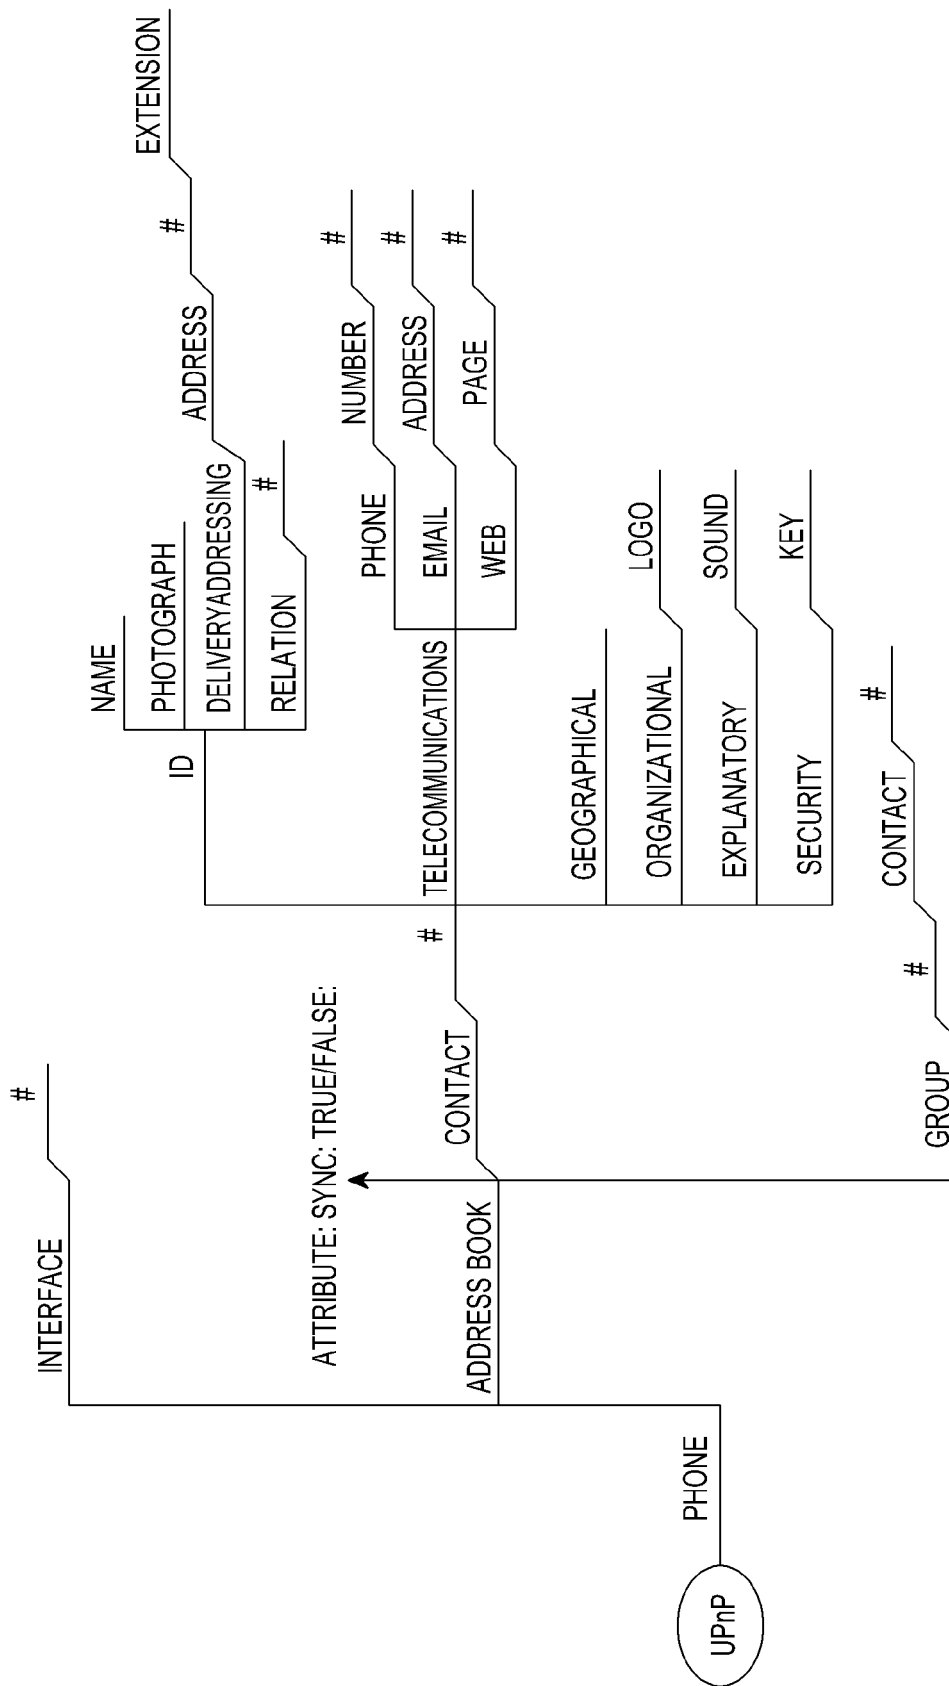 INTERFACE
#
NAME
PHOTOGRAPH
ID
DELIVERYADDRESSING
ADDRESS
#
EXTENSION
RELATION
#
ATTRIBUTE: SYNC: TRUE/FALSE:
PHONE
NUMBER
#
ADDRESS BOOK
CONTACT
#
TELECOMMUNICATIONS
EMAIL
ADDRESS
#
WEB
PAGE
#
GEOGRAPHICAL
ORGANIZATIONAL
LOGO
UPnP
PHONE
EXPLANATORY
SOUND
SECURITY
KEY
GROUP
#
CONTACT
#